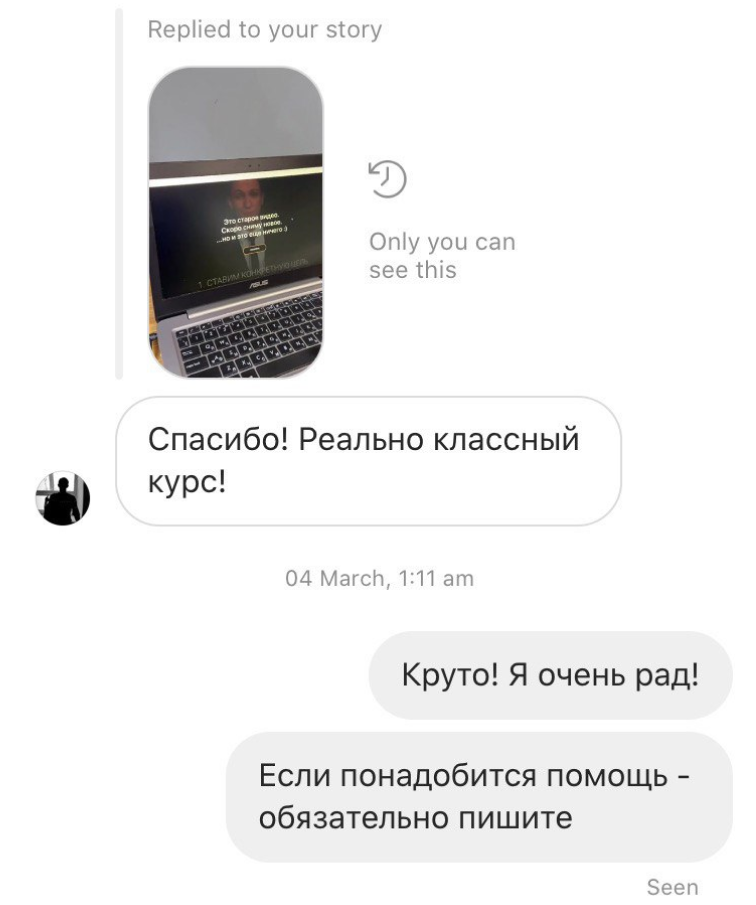 Replied to your story
Это старое видео.
Скоро сниму новое.
...но и это еще ничего :)
1. СТАВИМ КОНКРЕТНУЮ ЦЕЛЬ
ASUS
Only you can
see this
Спасибо! Реально классный
курс!
04 March, 1:11 am
Круто! Я очень рад!
Если понадобится помощь -
обязательно пишите
Seen